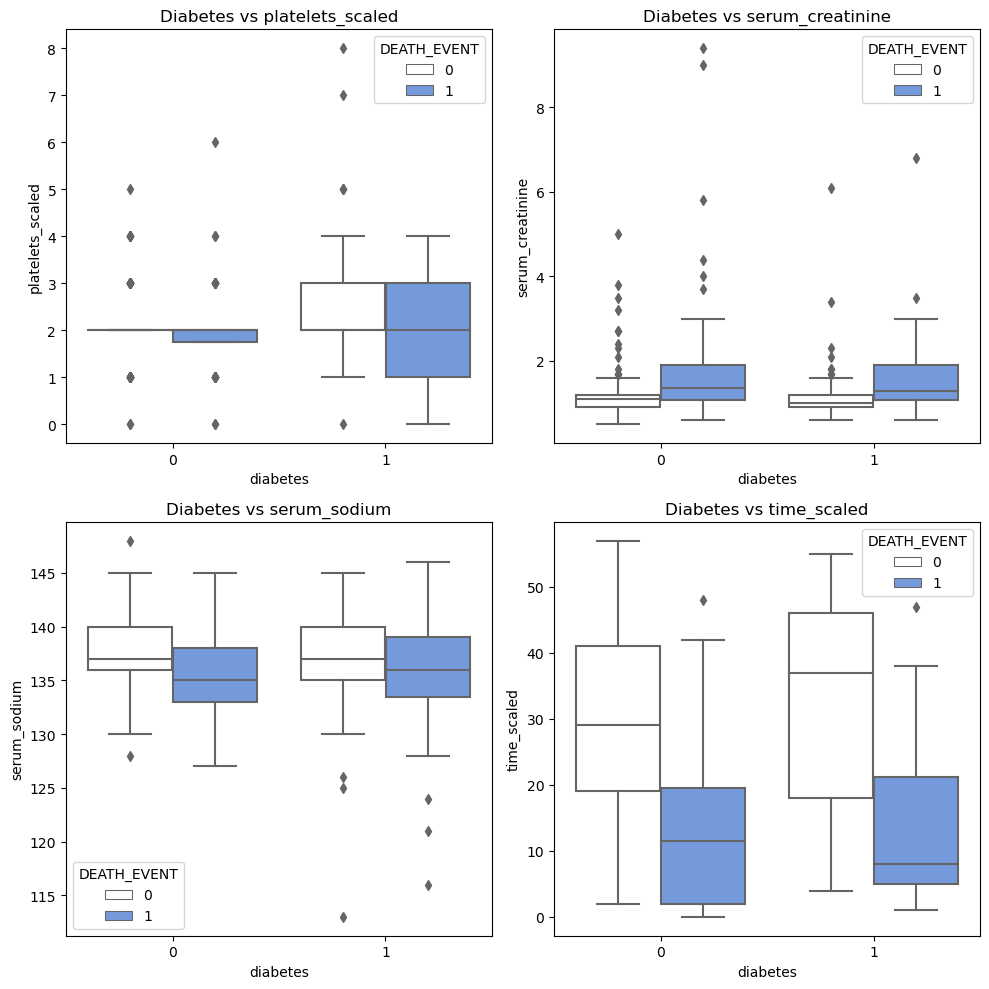 Diabetes vs platelets_scaled
DEATH_EVENT
0
1
8
7
6
5
4
3
2
1
0
platelets_scaled
0
1
diabetes
Diabetes vs serum_creatinine
DEATH_EVENT
0
1
8
6
4
2
serum_creatinine
0
1
diabetes
Diabetes vs serum_sodium
145
140
135
130
125
120
115
serum_sodium
DEATH_EVENT
0
1
0
1
diabetes
Diabetes vs time_scaled
DEATH_EVENT
0
1
50
40
30
20
10
0
time_scaled
0
1
diabetes